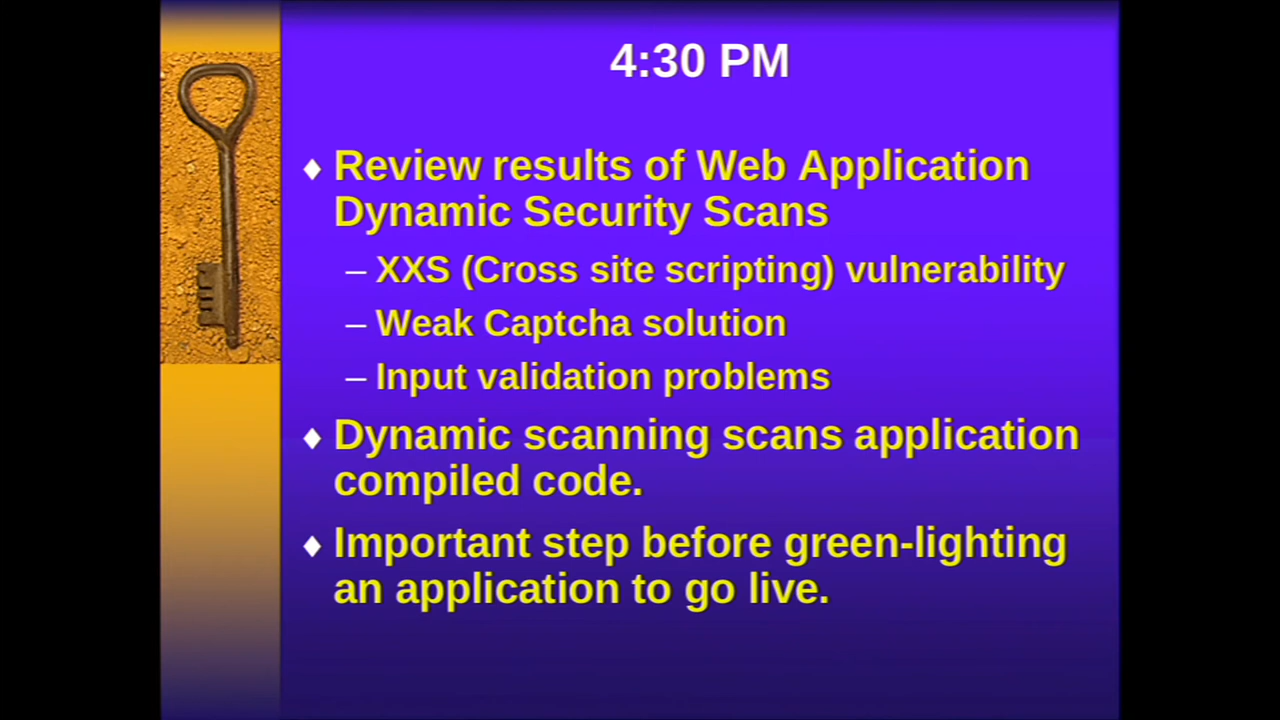 4:30 PM
Review results of Web Application
Dynamic Security Scans
– XXS (Cross site scripting) vulnerability
– Weak Captcha solution
– Input validation problems
Dynamic scanning scans application
compiled code.
Important step before green-lighting
an application to go live.